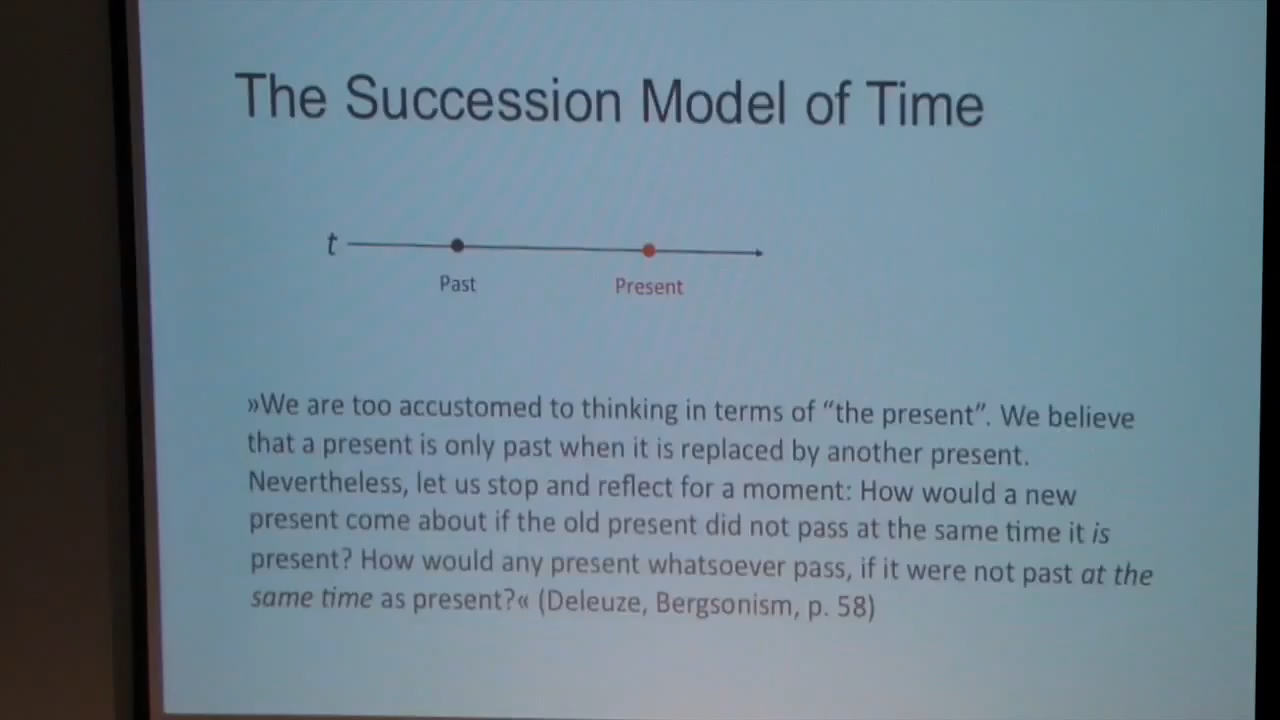 The Succession Model of Time
t
Past
Present
»We are too accustomed to thinking in terms of “the present”. We believe
that a present is only past when it is replaced by another present.
Nevertheless, let us stop and reflect for a moment: How would a new
present come about if the old present did not pass at the same time it is
present? How would any present whatsoever pass, if it were not past at the
same time as present?« (Deleuze, Bergsonism, p. 58)